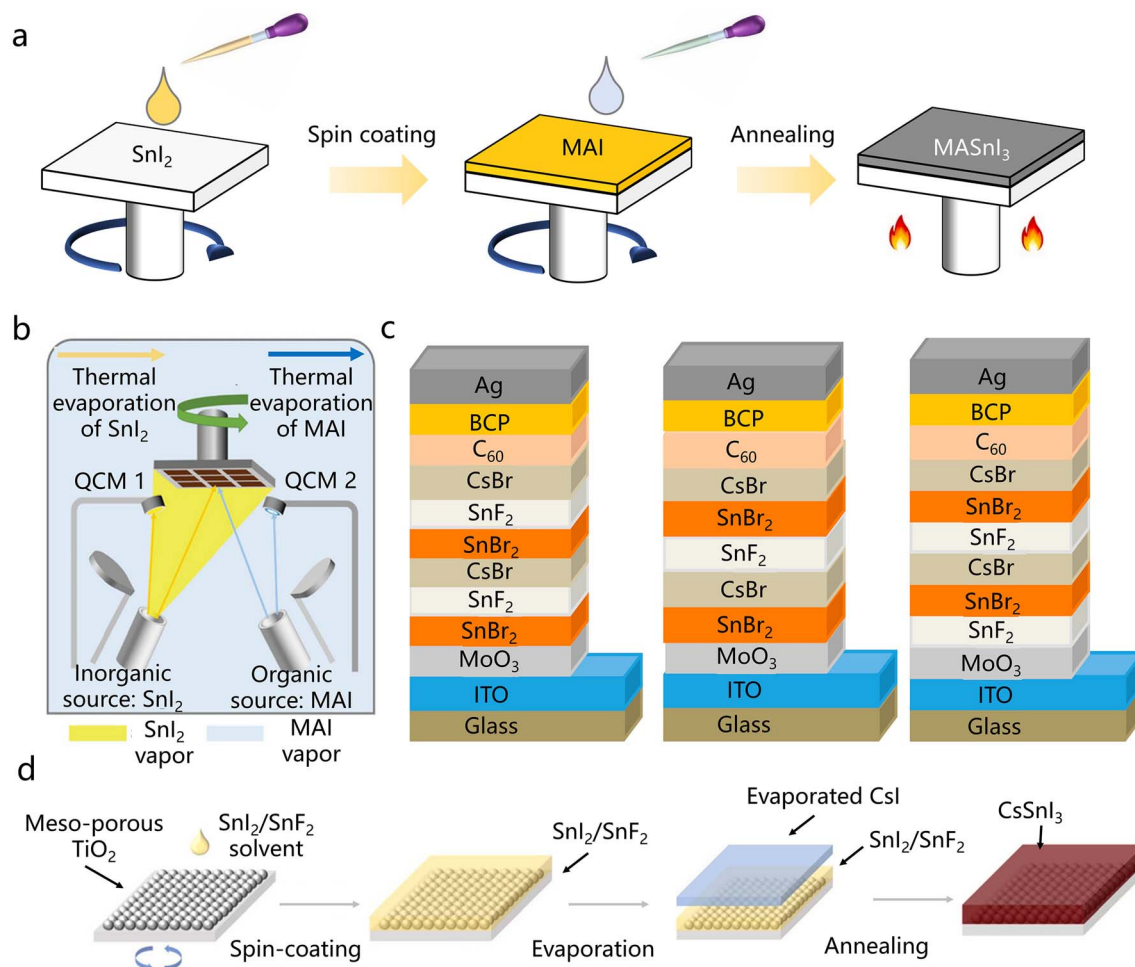 a
SnI₂
Spin coating
MAI
Annealing
MASnI₃
b
Thermal
evaporation
of SnI₂
Thermal
evaporation
of MAI
QCM 1
QCM 2
Inorganic
source: SnI₂
Organic
source: MAI
SnI₂
vapor
MAI
vapor
c
Ag
BCP
C₆₀
CsBr
SnF₂
SnBr₂
CsBr
SnF₂
SnBr₂
MoO₃
ITO
Glass
Ag
BCP
C₆₀
CsBr
SnBr₂
SnF₂
CsBr
SnBr₂
MoO₃
ITO
Glass
Ag
BCP
C₆₀
CsBr
SnBr₂
SnF₂
CsBr
SnBr₂
SnF₂
MoO₃
ITO
Glass
d
Meso-porous
TiO₂
SnI₂/SnF₂
solvent
Spin-coating
SnI₂/SnF₂
Evaporation
Evaporated CsI
SnI₂/SnF₂
Annealing
CsSnI₃